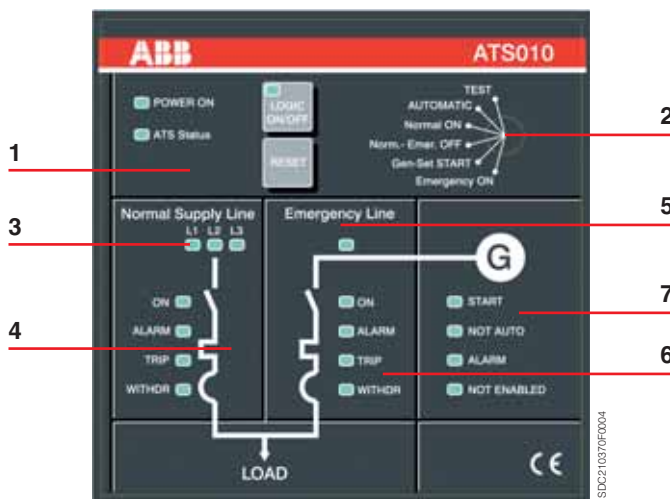 ABB ATS010
POWER ON
ATS Status
LOGIC
ON/OFF
RESET
TEST
AUTOMATIC
Normal ON
Norm.- Emer. OFF
Gen-Set START
Emergency ON
1
2
3
4
5
6
7
Normal Supply Line
L1 L2 L3
ON
ALARM
TRIP
WITHDR
Emergency Line
ON
ALARM
TRIP
WITHDR
G
START
NOT AUTO
ALARM
NOT ENABLED
LOAD
CE
SDC210370F0004